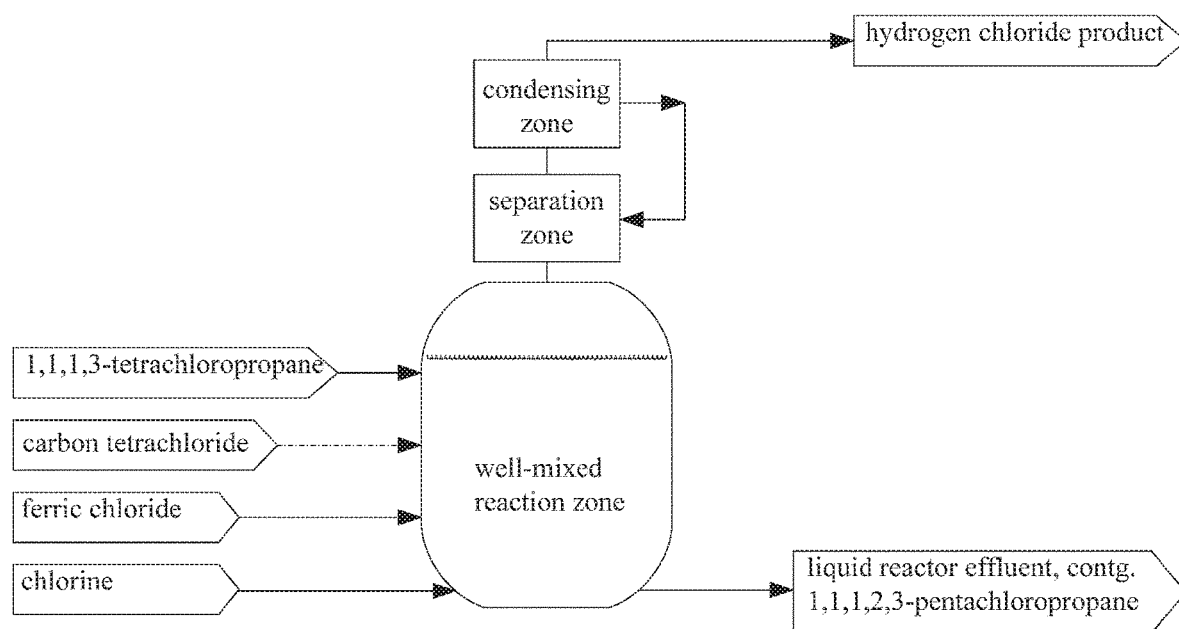 hydrogen chloride product
condensing
zone
separation
zone
1,1,1,3-tetrachloropropane
carbon tetrachloride
ferric chloride
chlorine
well-mixed
reaction zone
liquid reactor effluent, contg.
1,1,1,2,3-pentachloropropane